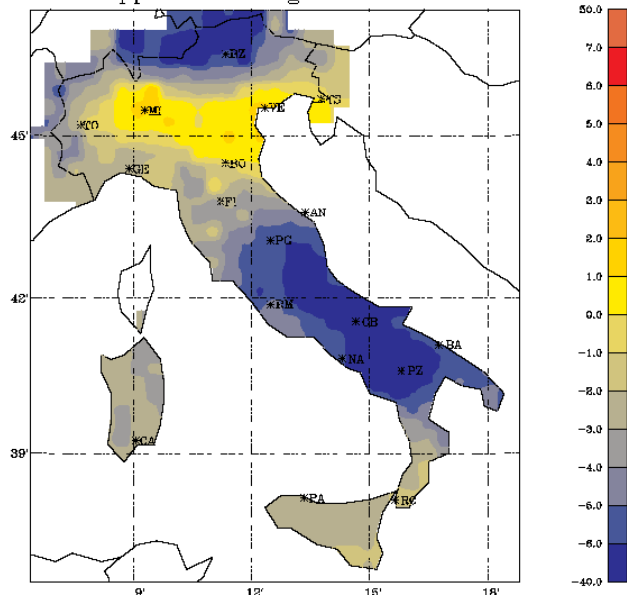 50.0
BZ
7.0
6.0
TS
MI
VE
5.0
TO
45'
4.0
BO
GE
3.0
FI
AN
PG
2.0
1.0
42'
RM
0.0
CB
BA
-1.0
NA
PZ
-2.0
-3.0
CA
39'
-4.0
PA
RC
-5.0
-6.0
-40.0
9'
12'
15'
18'